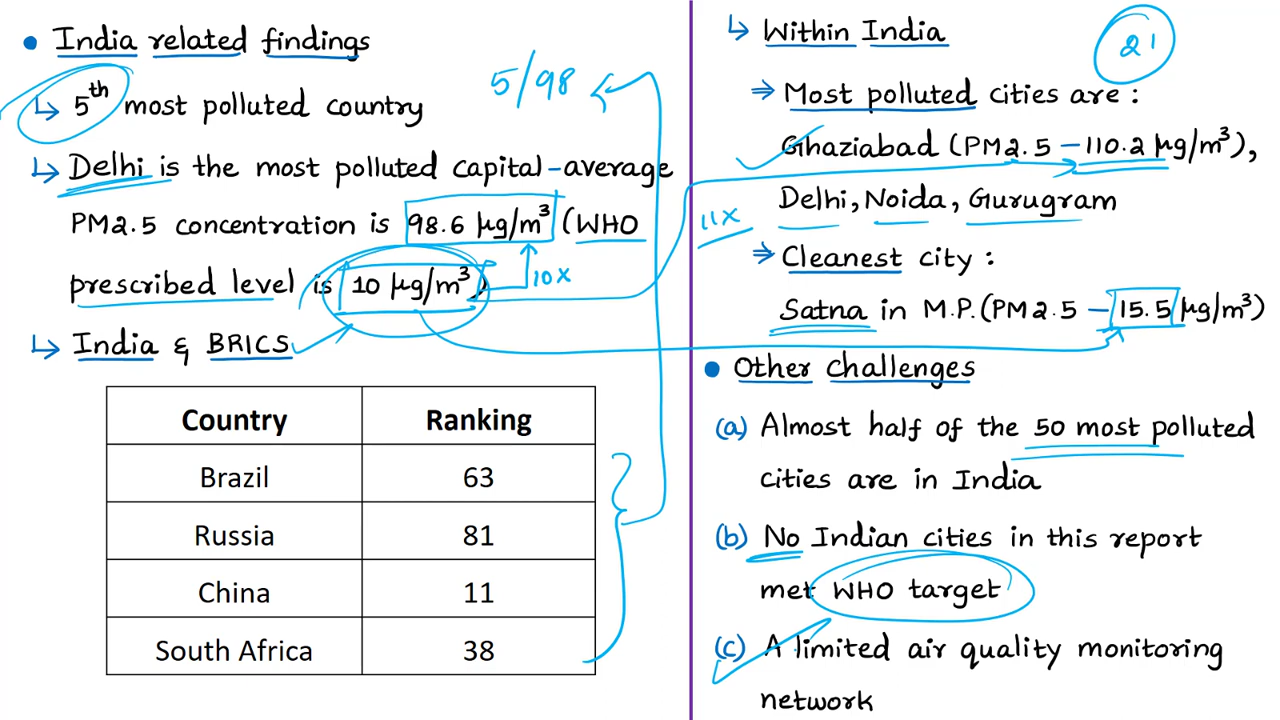 India related findings
5/98
↳ 5th most polluted country
↳ Delhi is the most polluted capital - average
PM2.5 concentration is 98.6 µg/m³ (WHO
prescribed level is 10 µg/m³)
10x
↳ India & BRICS
Country Ranking
Brazil 63
Russia 81
China 11
South Africa 38
↳ Within India
21
⇒ Most polluted cities are :
Ghaziabad (PM2.5 - 110.2 µg/m³),
11x
Delhi, Noida, Gurugram
⇒ Cleanest city :
Satna in M.P. (PM2.5 - 15.5 µg/m³)
Other challenges
(a) Almost half of the 50 most polluted
cities are in India
(b) No Indian cities in this report
met WHO target
(c) A limited air quality monitoring
network